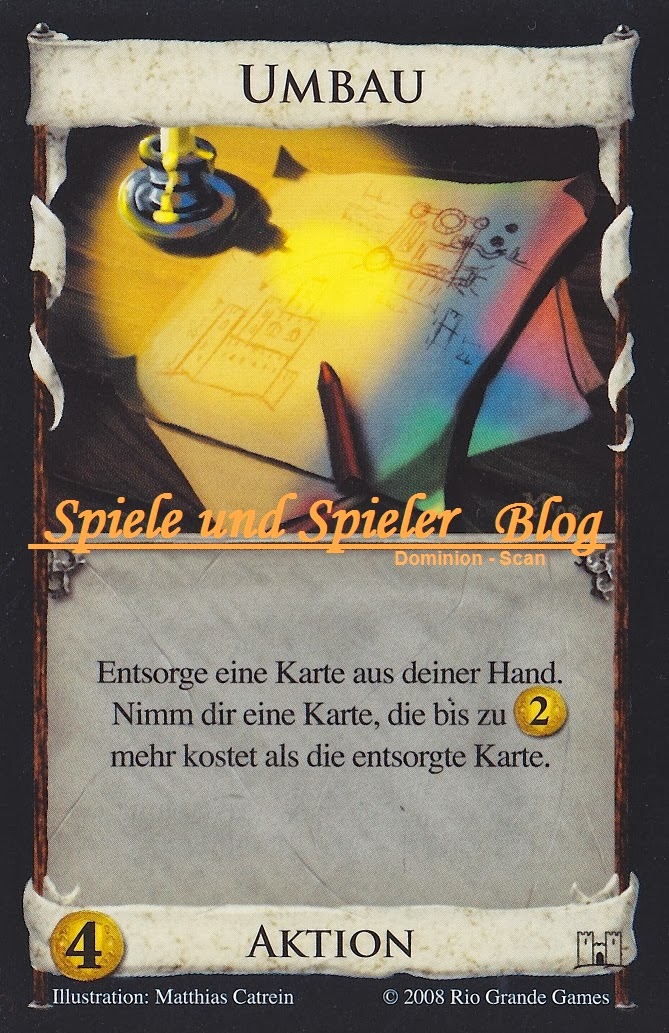 UMBAU
Spiele und Spieler Blog
Dominion - Scan
Entsorge eine Karte aus deiner Hand.
Nimm dir eine Karte, die bis zu 2
mehr kostet als die entsorgte Karte.
4 AKTION
Illustration: Matthias Catrein © 2008 Rio Grande Games